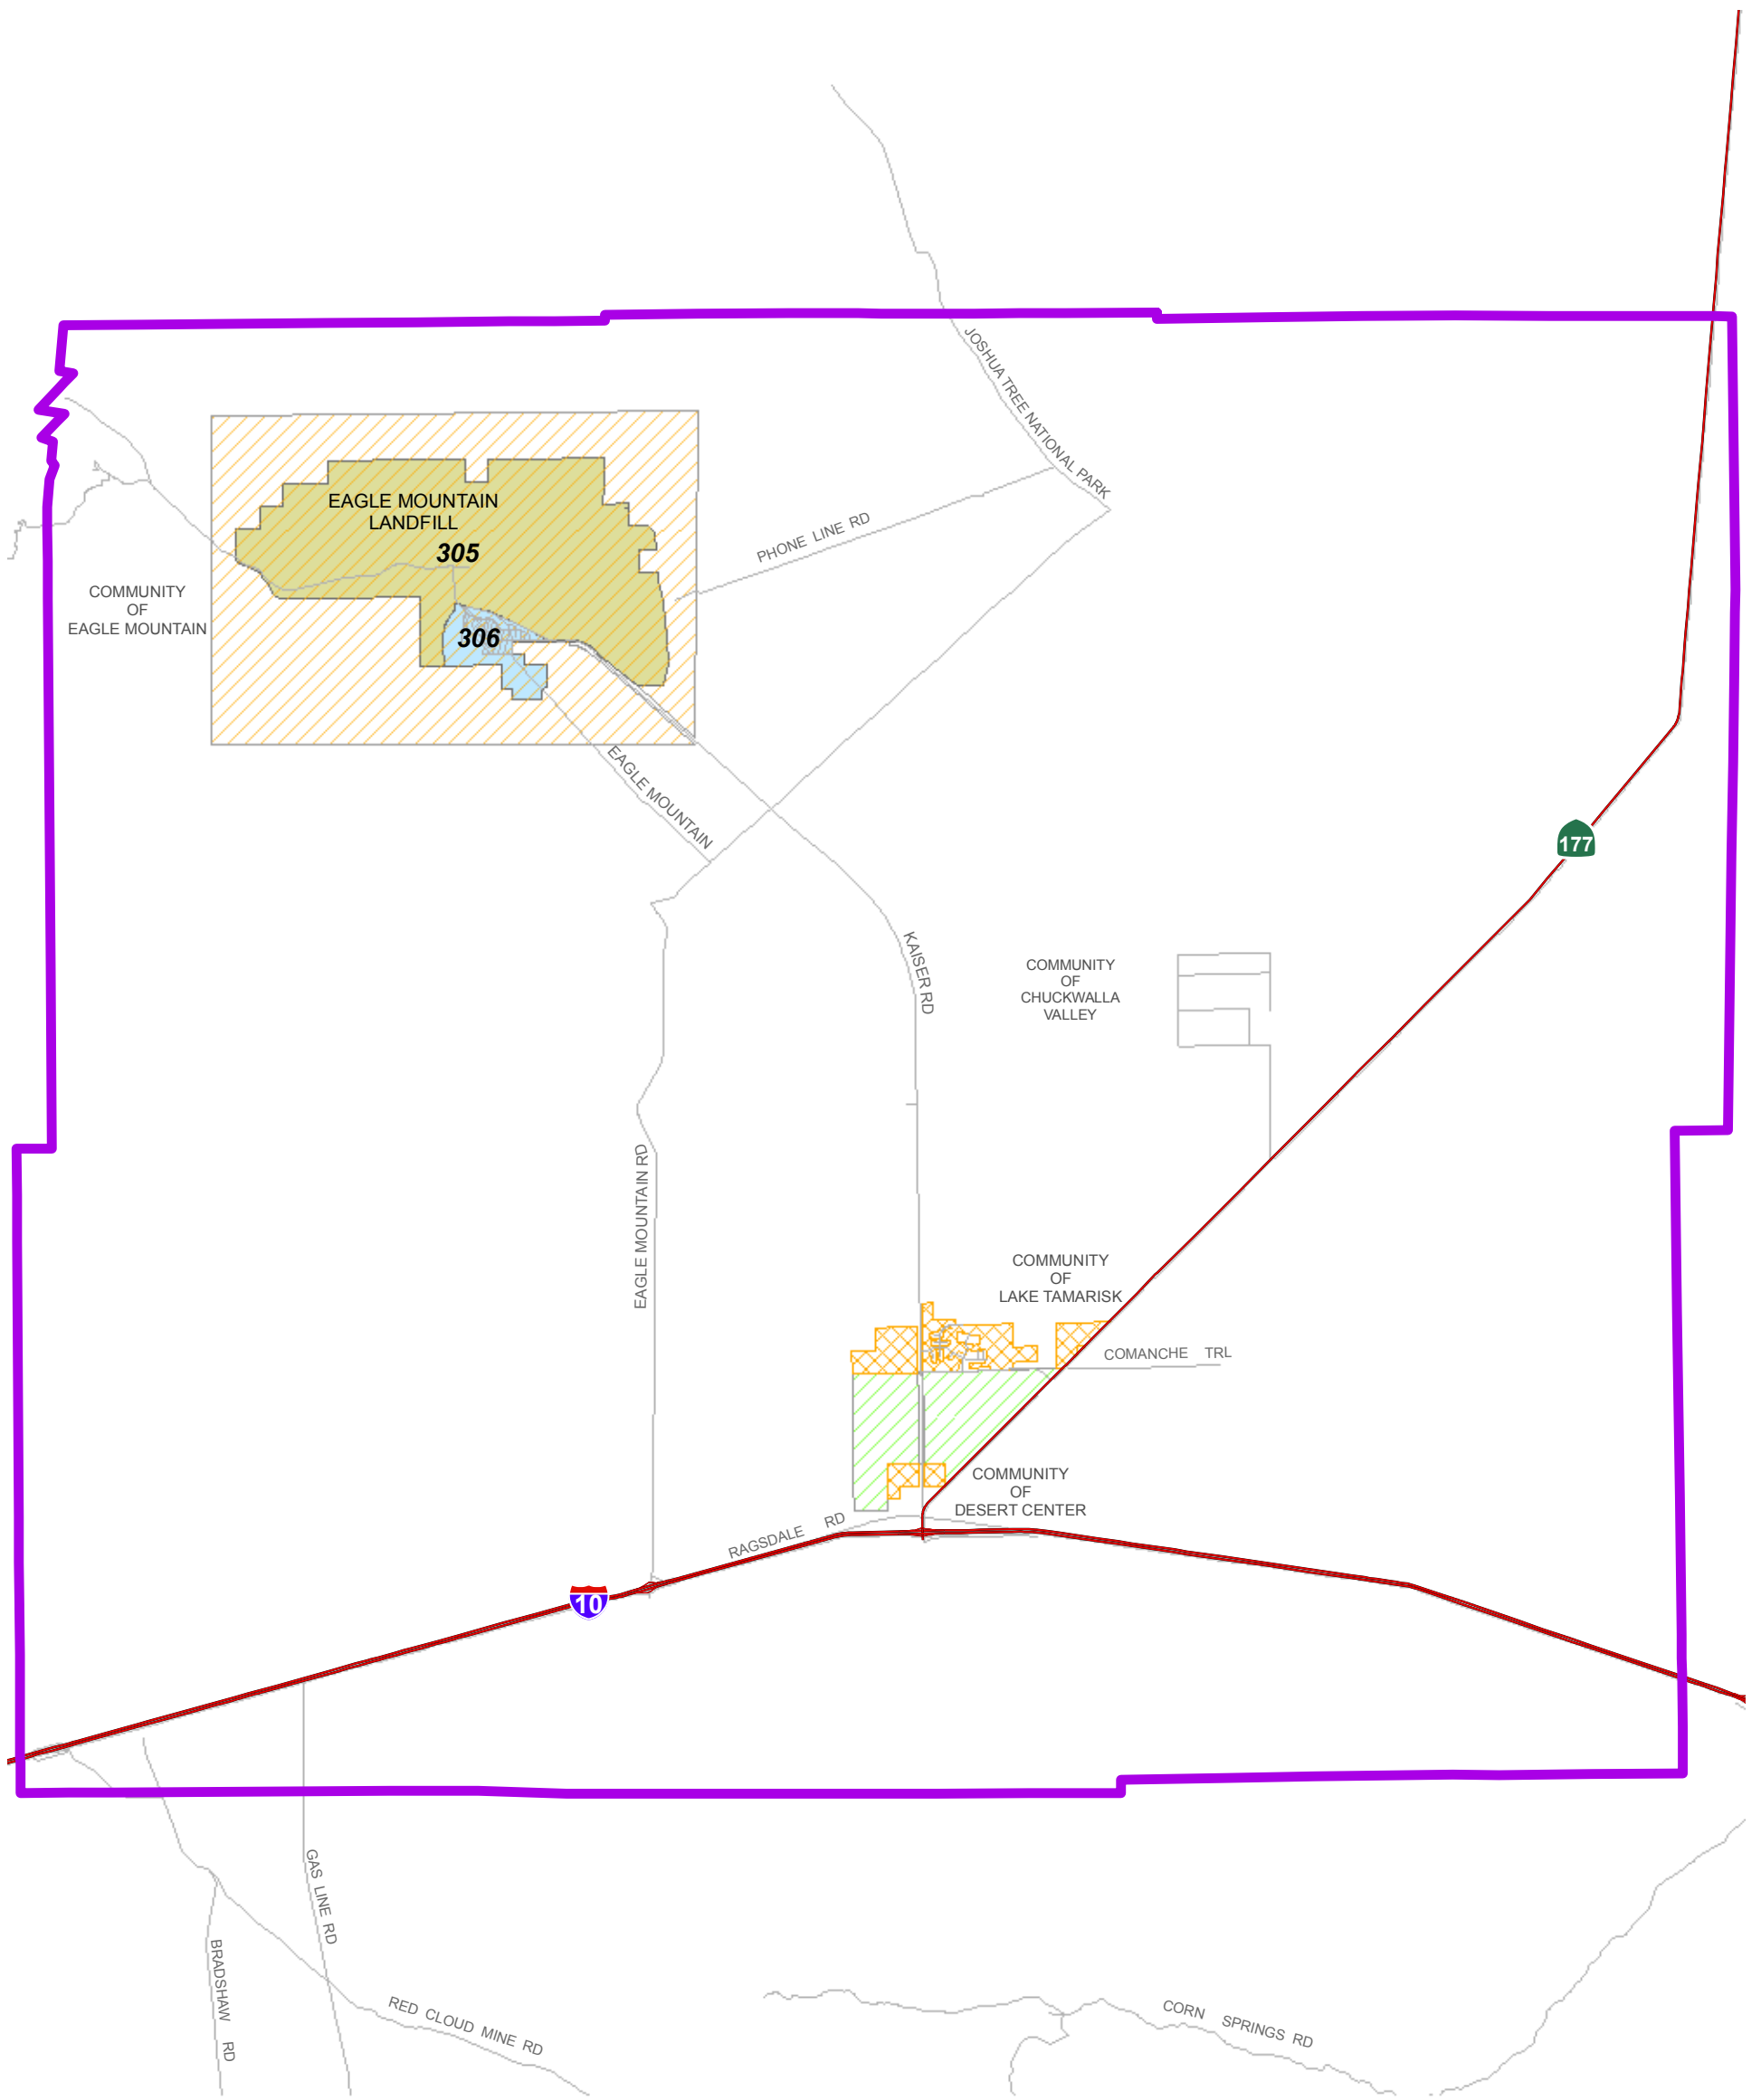 JOSHUA TREE NATIONAL PARK
EAGLE MOUNTAIN
LANDFILL
305
PHONE LINE RD
COMMUNITY
OF
EAGLE MOUNTAIN
306
EAGLE MOUNTAIN
177
KAISER RD
COMMUNITY
OF
CHUCKWALLA
VALLEY
EAGLE MOUNTAIN RD
COMMUNITY
OF
LAKE TAMARISK
COMANCHE TRL
COMMUNITY
OF
DESERT CENTER
RAGSDALE RD
10
GAS LINE RD
BRADSHAW RD
RED CLOUD MINE RD
CORN SPRINGS RD